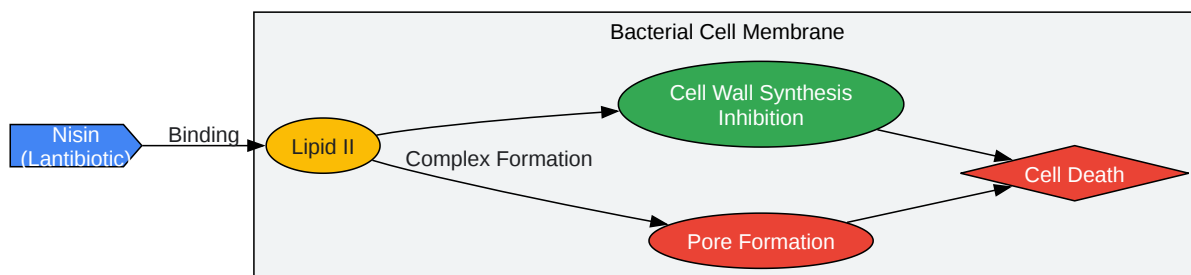 Bacterial Cell Membrane
Nisin
(Lantibiotic)
Binding
Lipid II
Complex Formation
Cell Wall Synthesis
Inhibition
Pore Formation
Cell Death